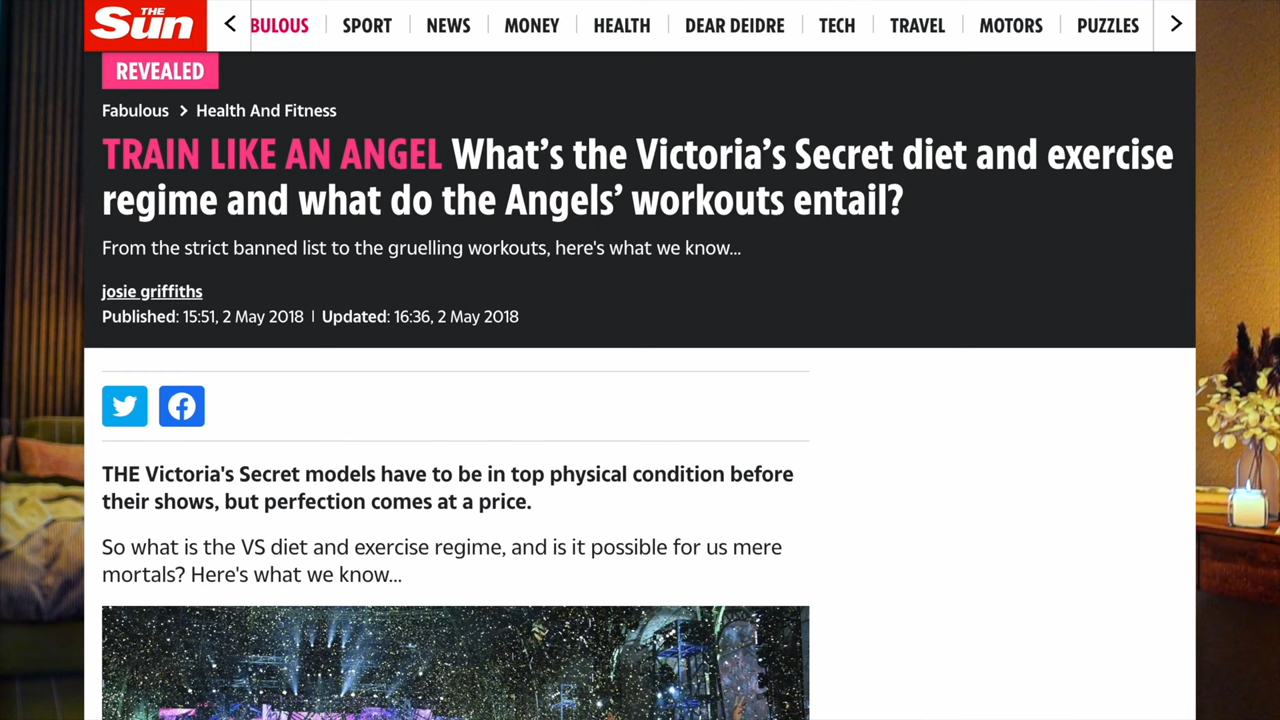 THE
Sun
< BULOUS SPORT NEWS MONEY HEALTH DEAR DEIDRE TECH TRAVEL MOTORS PUZZLES >
REVEALED
Fabulous > Health And Fitness
TRAIN LIKE AN ANGEL What's the Victoria's Secret diet and exercise
regime and what do the Angels' workouts entail?
From the strict banned list to the gruelling workouts, here's what we know...
josie griffiths
Published: 15:51, 2 May 2018 | Updated: 16:36, 2 May 2018
THE Victoria's Secret models have to be in top physical condition before
their shows, but perfection comes at a price.
So what is the VS diet and exercise regime, and is it possible for us mere
mortals? Here's what we know...